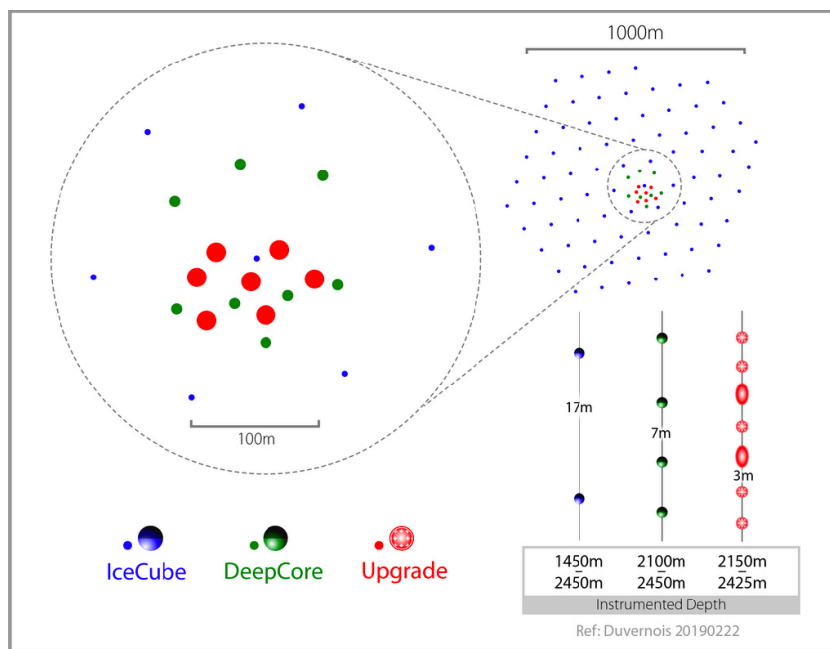 1000m
100m
17m
7m
3m
IceCube
DeepCore
Upgrade
1450m
–
2450m
2100m
–
2450m
2150m
–
2425m
Instrumented Depth
Ref: Duvernois 20190222